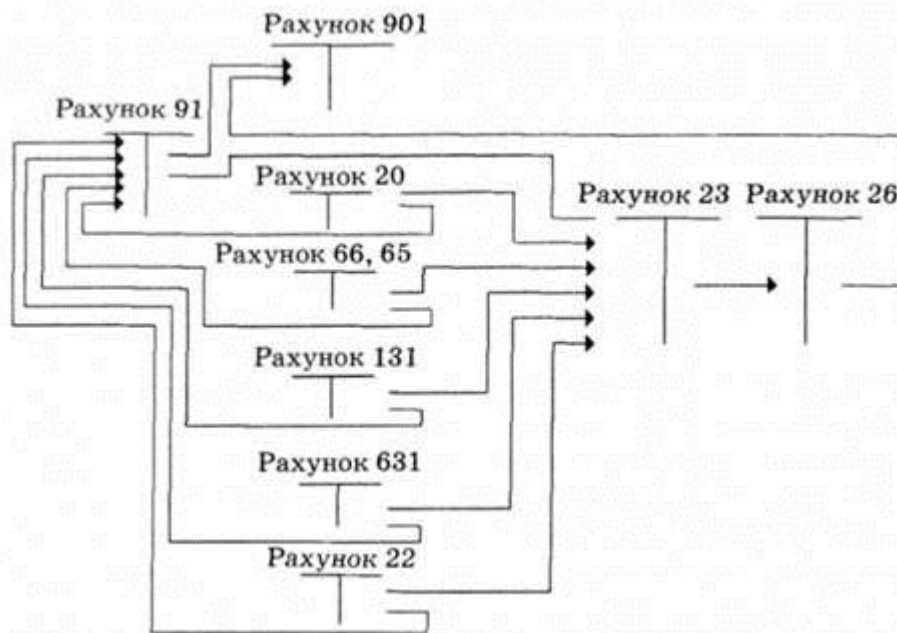 Рахунок 901
Рахунок 91
Рахунок 20
Рахунок 23
Рахунок 26
Рахунок 66, 65
Рахунок 131
Рахунок 631
Рахунок 22